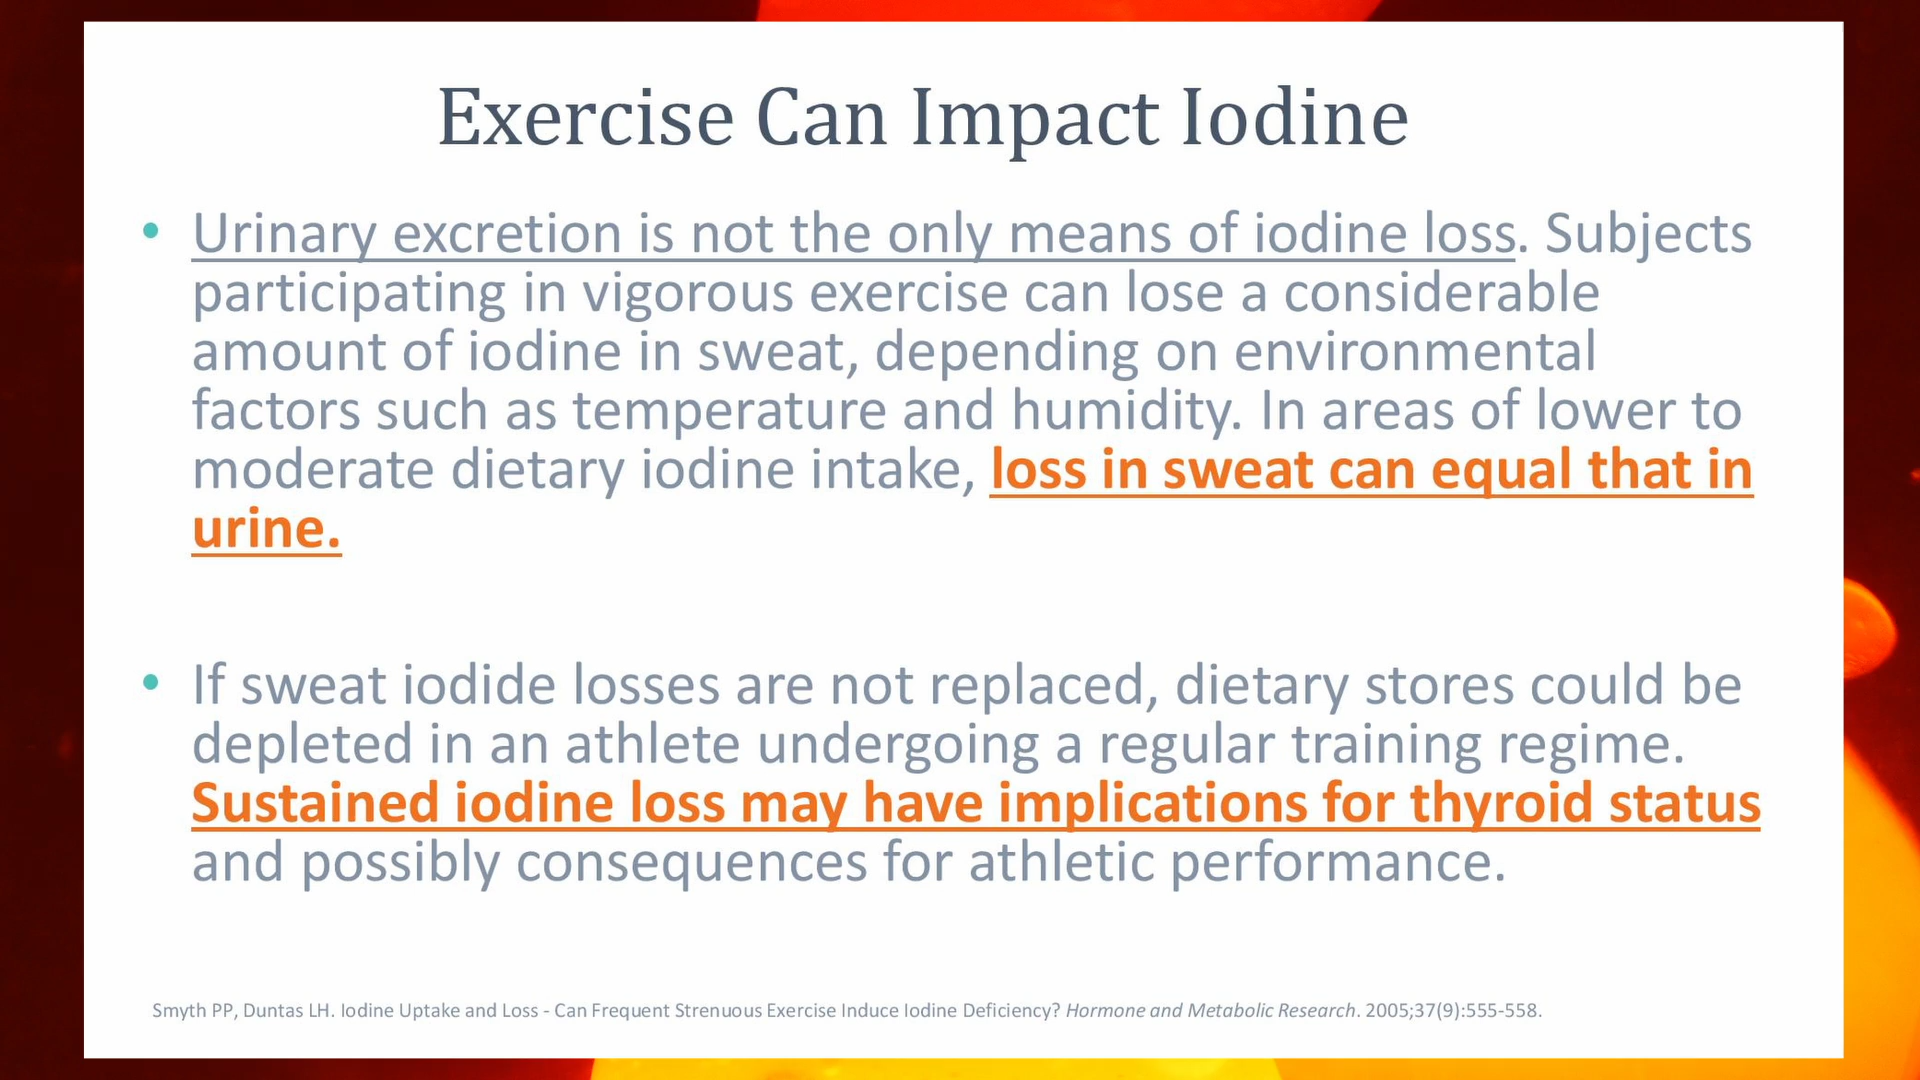 Exercise Can Impact Iodine
• Urinary excretion is not the only means of iodine loss. Subjects
participating in vigorous exercise can lose a considerable
amount of iodine in sweat, depending on environmental
factors such as temperature and humidity. In areas of lower to
moderate dietary iodine intake, loss in sweat can equal that in
urine.
• If sweat iodide losses are not replaced, dietary stores could be
depleted in an athlete undergoing a regular training regime.
Sustained iodine loss may have implications for thyroid status
and possibly consequences for athletic performance.
Smyth PP, Duntas LH. Iodine Uptake and Loss - Can Frequent Strenuous Exercise Induce Iodine Deficiency? Hormone and Metabolic Research. 2005;37(9):555-558.